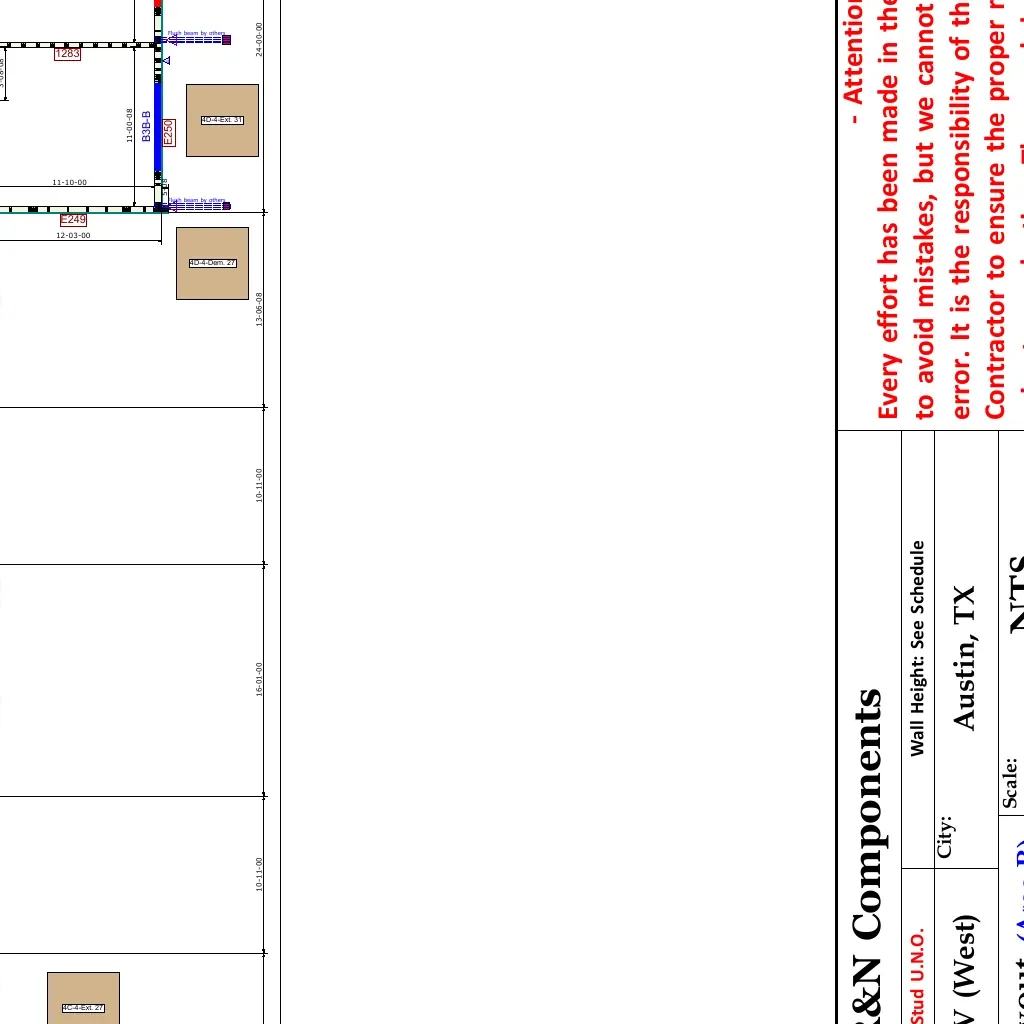 Flush beam by others
24-00-00
1283
11-00-08
B3B-B
E250
4D-4-Ext. 31
11-10-00
Flush beam by others
E249
12-03-00
4D-4-Dem. 27
13-06-08
10-11-00
16-01-00
10-11-00
4C-4-Ext. 27
- Attention
Every effort has been made in the
to avoid mistakes, but we cannot
error. It is the responsibility of th
Contractor to ensure the proper r
&N Components
Wall Height: See Schedule
Stud U.N.O.
City:
Austin, TX
(West)
Scale:
NTS